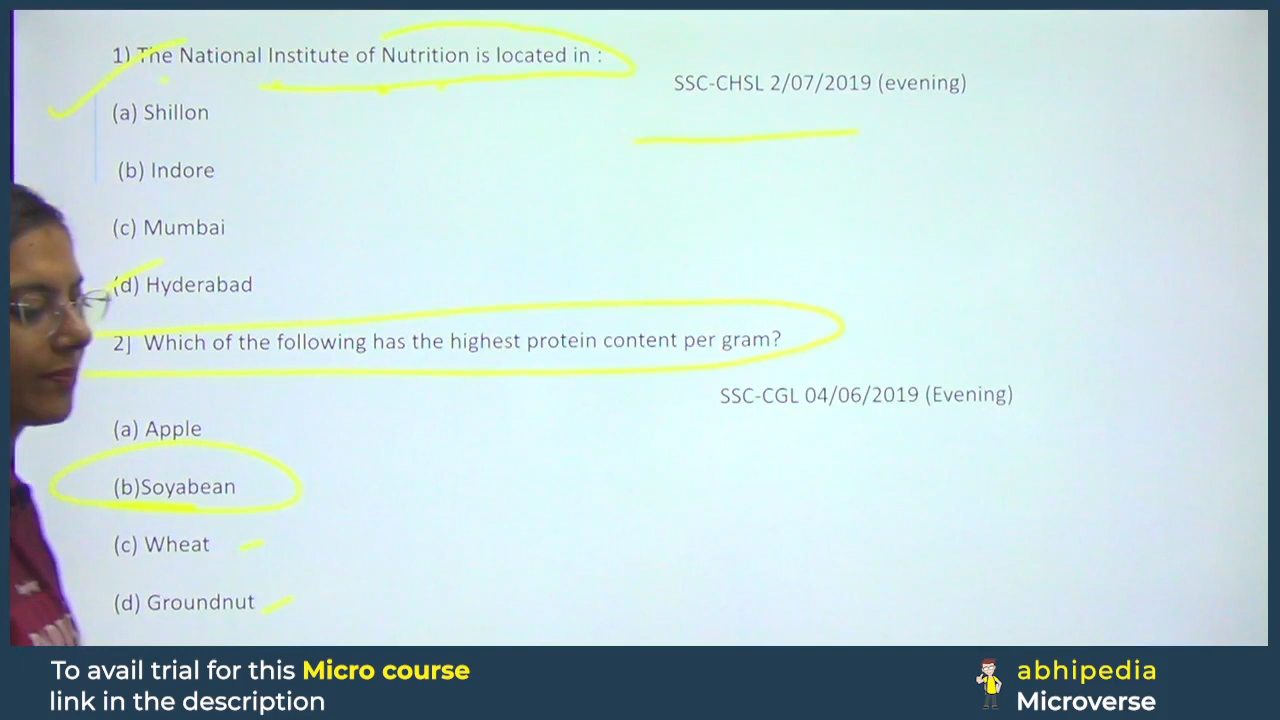 1) The National Institute of Nutrition is located in :
SSC-CHSL 2/07/2019 (evening)
(a) Shillon
(b) Indore
(c) Mumbai
(d) Hyderabad
2] Which of the following has the highest protein content per gram?
SSC-CGL 04/06/2019 (Evening)
(a) Apple
(b)Soyabean
(c) Wheat
(d) Groundnut
To avail trial for this Micro course
link in the description
abhipedia
Microverse